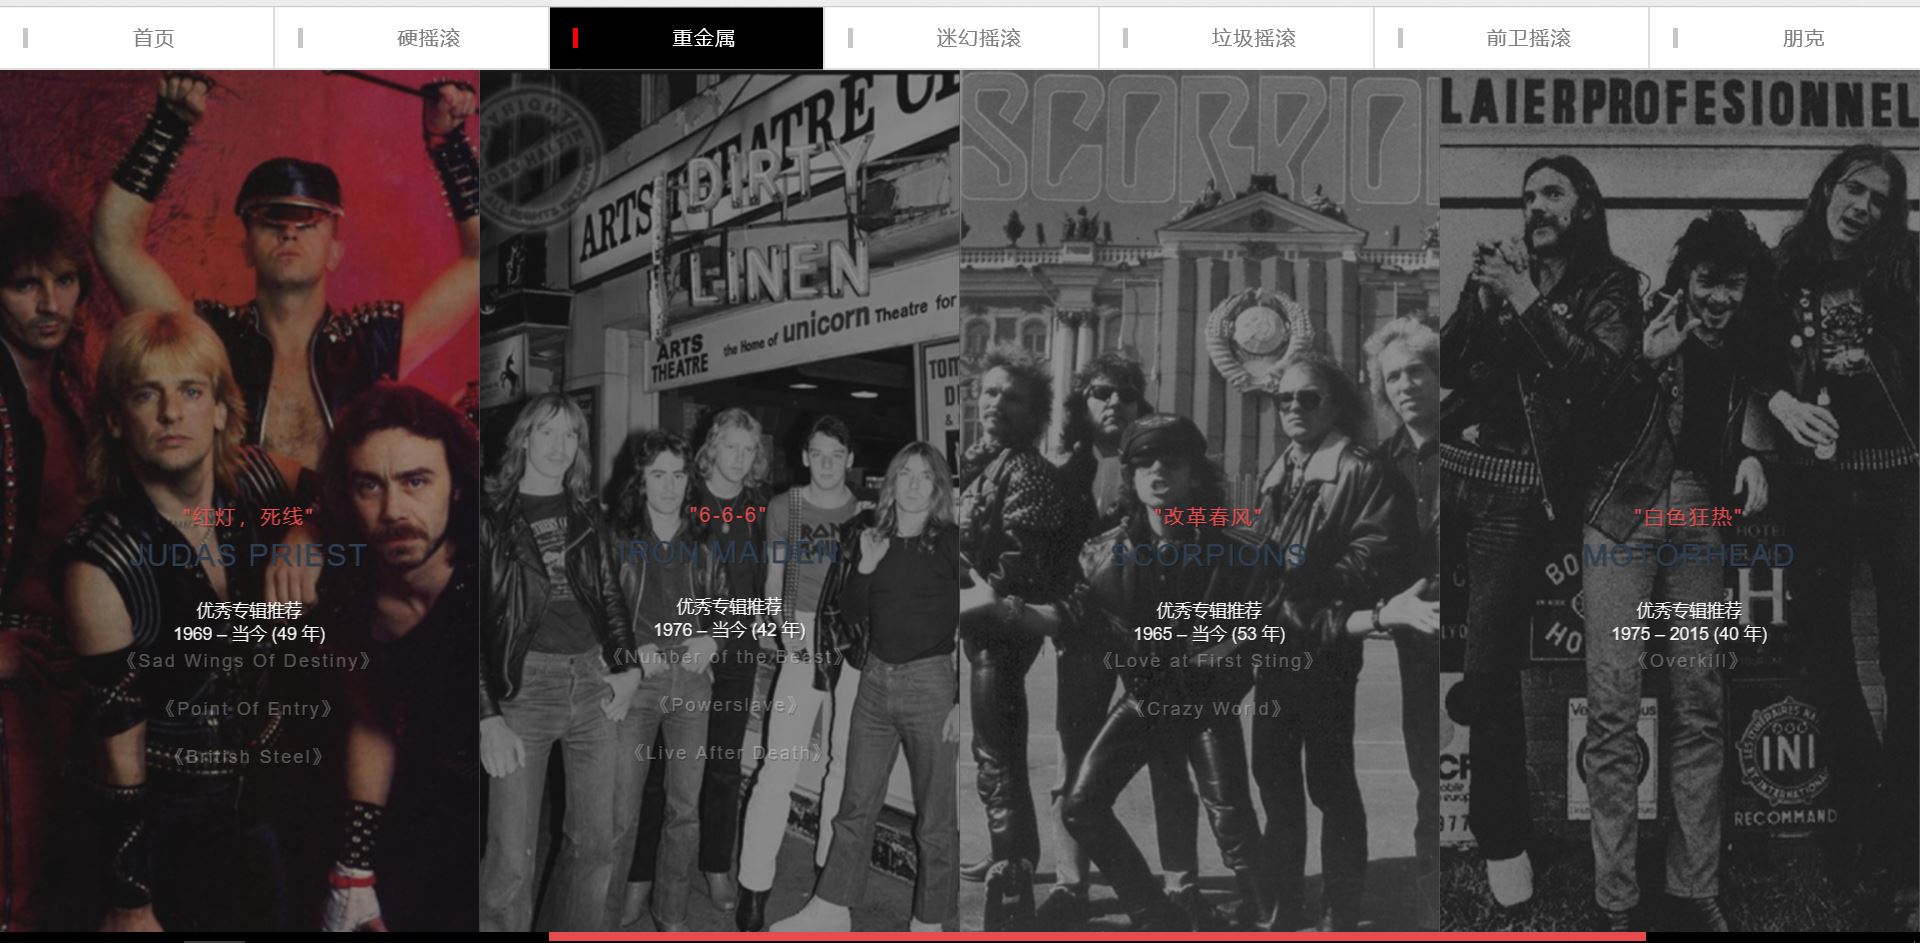 首页
硬摇滚
重金属
迷幻摇滚
垃圾摇滚
前卫摇滚
朋克
"红灯，死线"
JUDAS PRIEST
优秀专辑推荐
1969 – 当今 (49 年)
《Sad Wings Of Destiny》
《Point Of Entry》
《British Steel》
ARTS THEATRE CL
DIRTY
LINEN
ARTS
THEATRE
the Home of unicorn Theatre for
TOM
"6-6-6"
IRON MAIDEN
优秀专辑推荐
1976 – 当今 (42 年)
《Number of the Beast》
《Powerslave》
《Live After Death》
SCORPIO
"改革春风"
SCORPIONS
优秀专辑推荐
1965 – 当今 (53 年)
《Love at First Sting》
《Crazy World》
LAIERPROFESIONNEL
"白色狂热"
HOTEL
MOTÖRHEAD
BO
H
HO
优秀专辑推荐
1975 – 2015 (40 年)
《Overkill》
INI
RECOMMAND